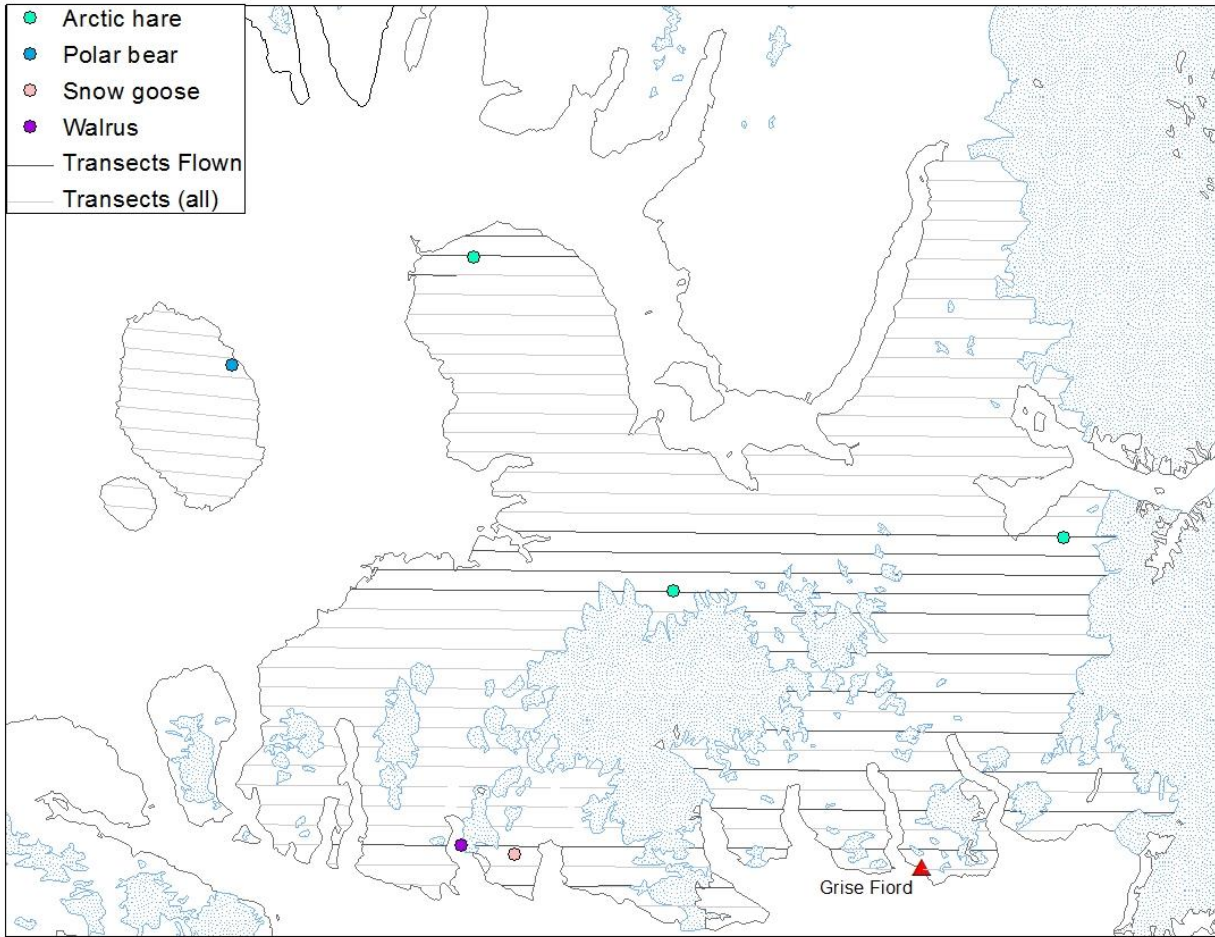 Arctic hare
Polar bear
Snow goose
Walrus
Transects Flown
Transects (all)
Grise Fiord